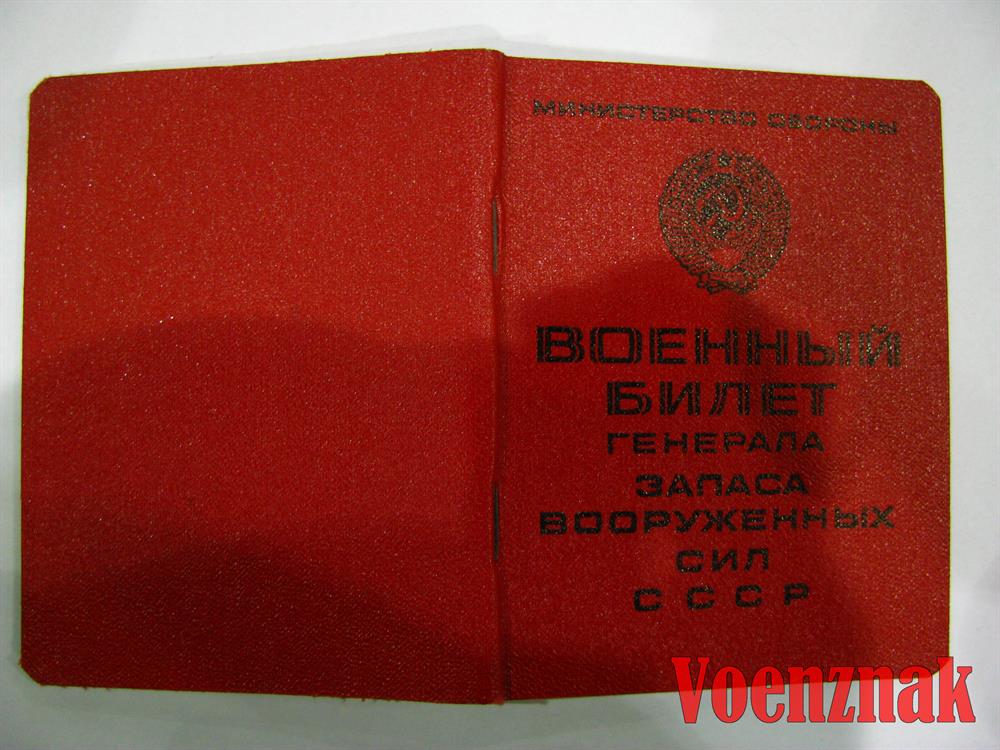 МИНИСТЕРСТВО ОБОРОНЫ
ВОЕННЫЙ
БИЛЕТ
ГЕНЕРАЛА
ЗАПАСА
ВООРУЖЕННЫХ
СИЛ
СССР
Voenznak